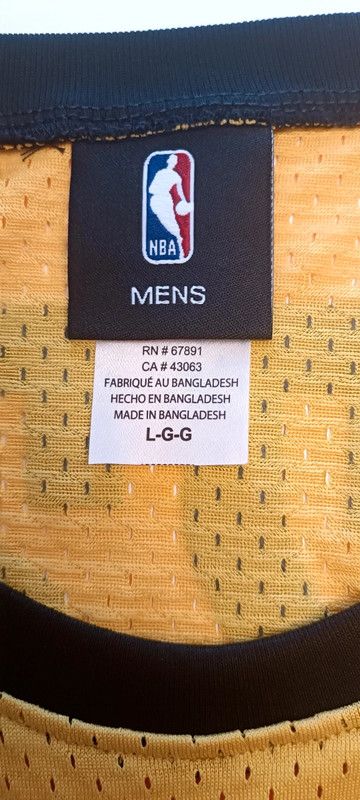 NBA
MENS
RN # 67891
CA # 43063
FABRIQUÉ AU BANGLADESH
HECHO EN BANGLADESH
MADE IN BANGLADESH
L-G-G